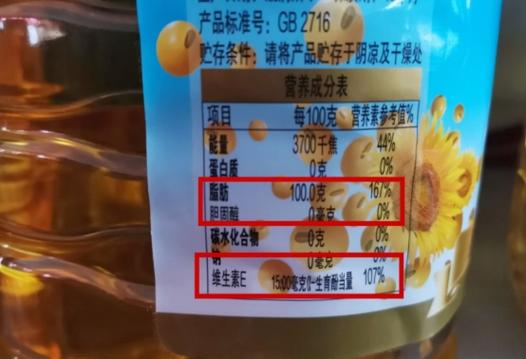 产品标准号：GB 2716
贮存条件：请将产品贮存于阴凉及干燥处
营养成分表
项目 每100克 营养素参考值%
能量 3700千焦 44%
蛋白质 0克 0%
脂肪 100.0克 167%
胆固醇 0毫克 0%
碳水化合物 0克 0%
钠 0毫克 0%
维生素E 15.00毫克α-生育酚当量 107%